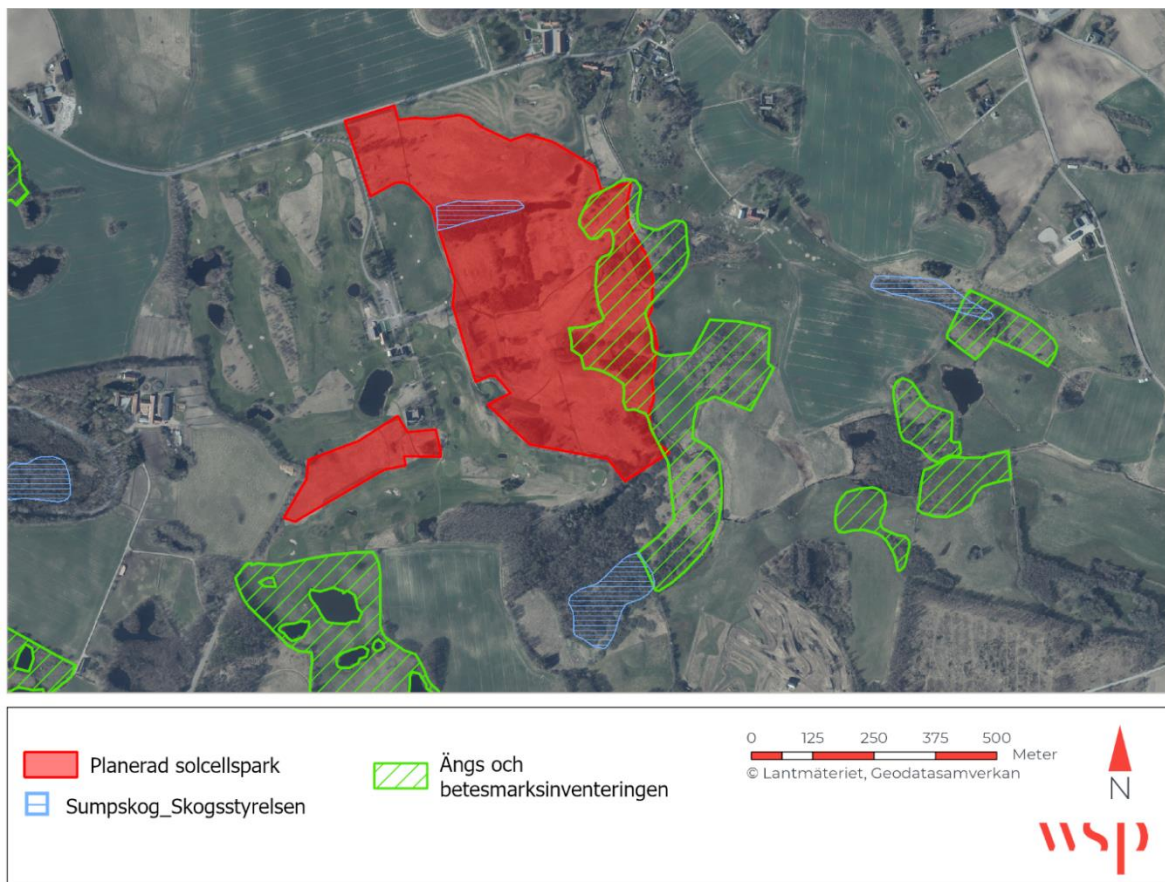 Planerad solcellspark
Sumpskog_Skogsstyrelsen
Ängs och
betesmarksinventeringen
0 125 250 375 500
Meter
© Lantmäteriet, Geodatasamverkan
N
wsp